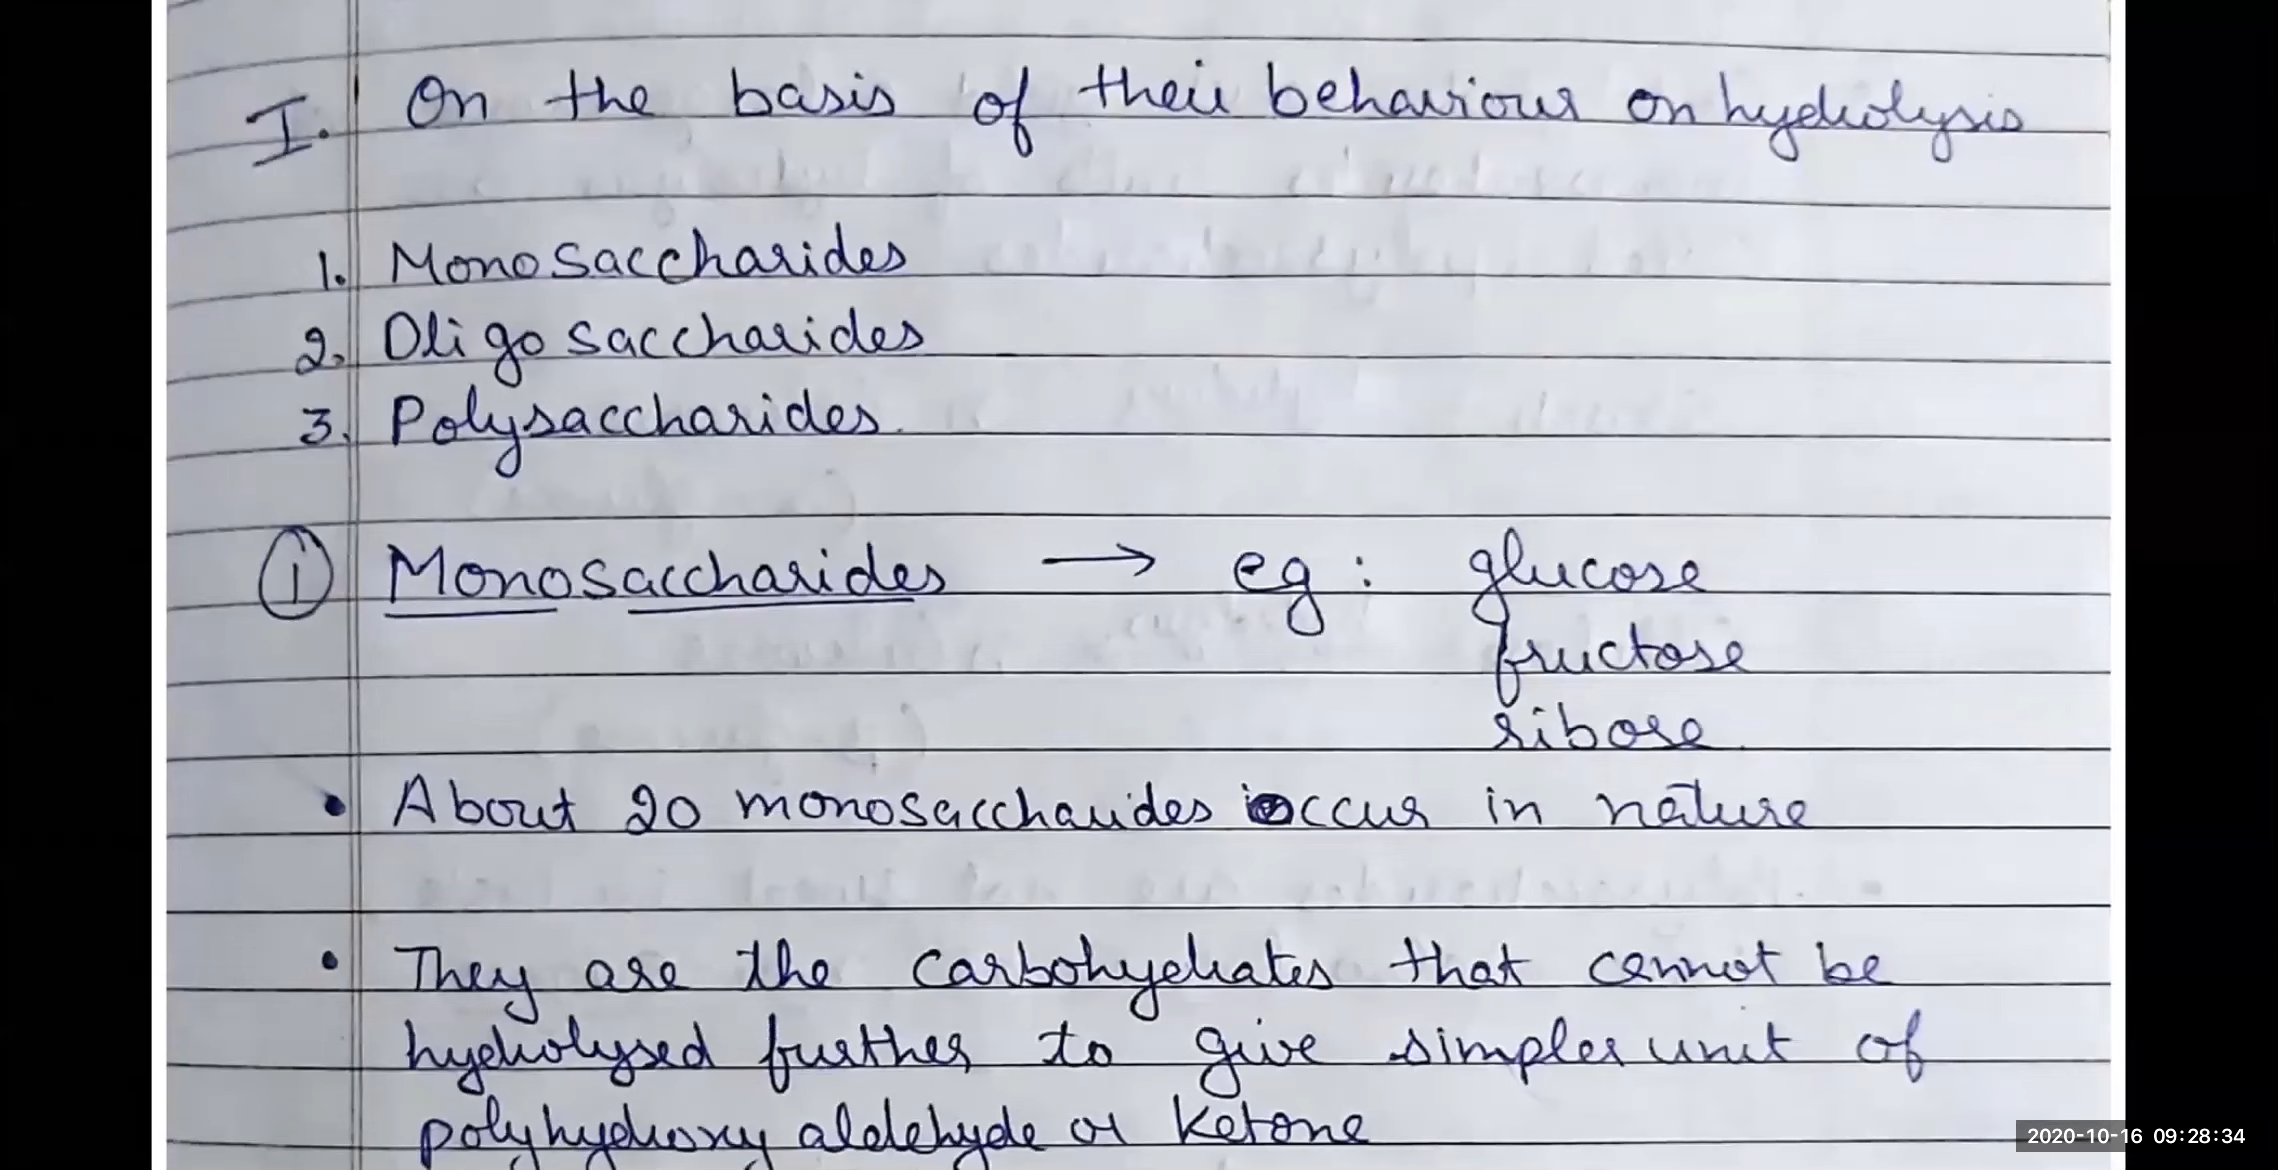 I. On the basis of their behaviour on hydrolysis
1. Monosaccharides
2. Oligosaccharides
3. Polysaccharides.
① Monosaccharides → eg : glucose
fructose
ribose.
• About 20 monosaccharides occur in nature
• They are the carbohydrates that cannot be
hydrolysed further to give simpler unit of
polyhydroxy aldehyde or ketone
2020-10-16 09:28:34